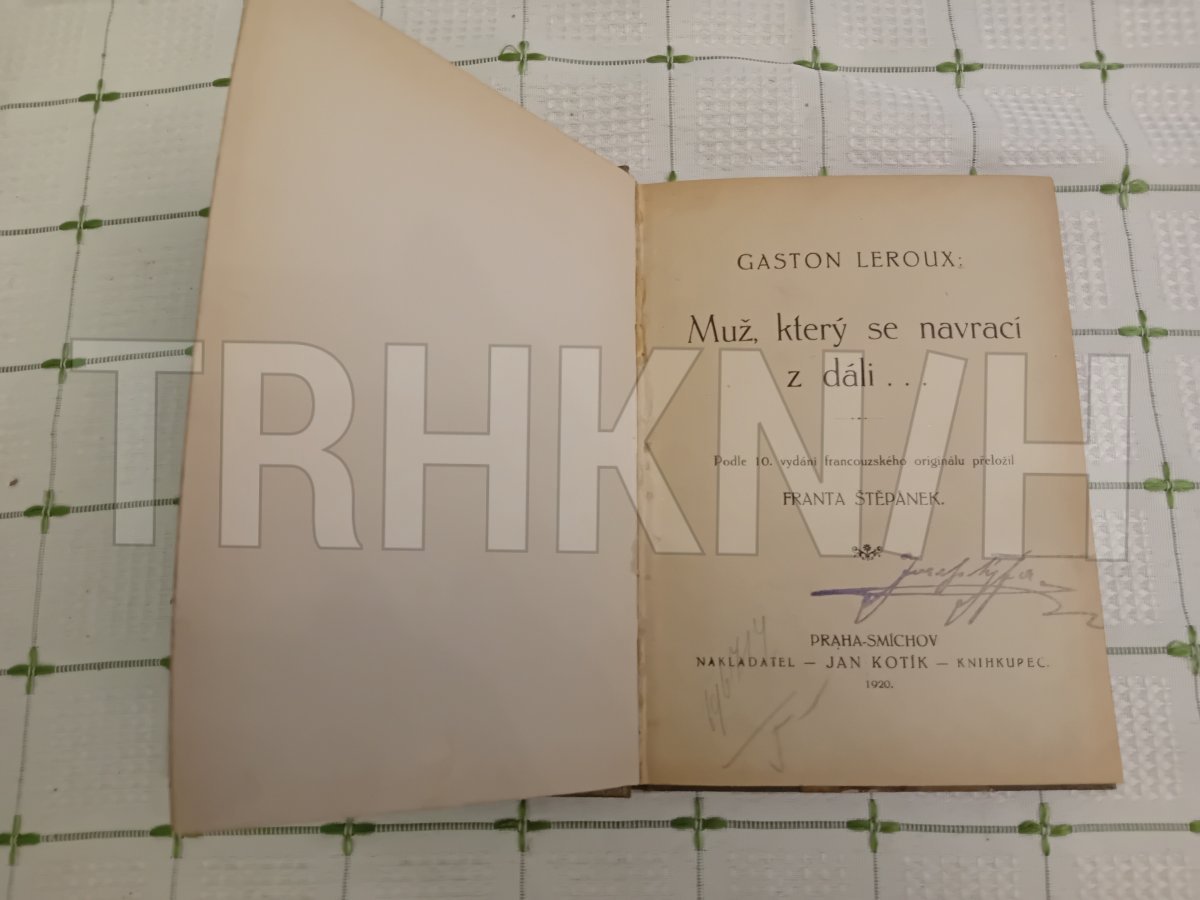 GASTON LEROUX:
Muž, který se navrací
z dáli . . .
Podle 10. vydání francouzského originálu přeložil
FRANTA ŠTĚPÁNEK.
PRAHA-SMÍCHOV
NAKLADATEL — JAN KOTÍK — KNIHKUPEC.
1920.
TRHKNIH